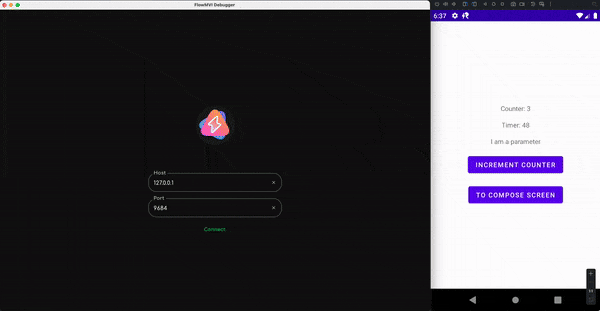 FlowMVI Debugger
Host
127.0.0.1
Port
9684
Connect
6:37
Counter: 3
Timer: 48
I am a parameter
INCREMENT COUNTER
TO COMPOSE SCREEN